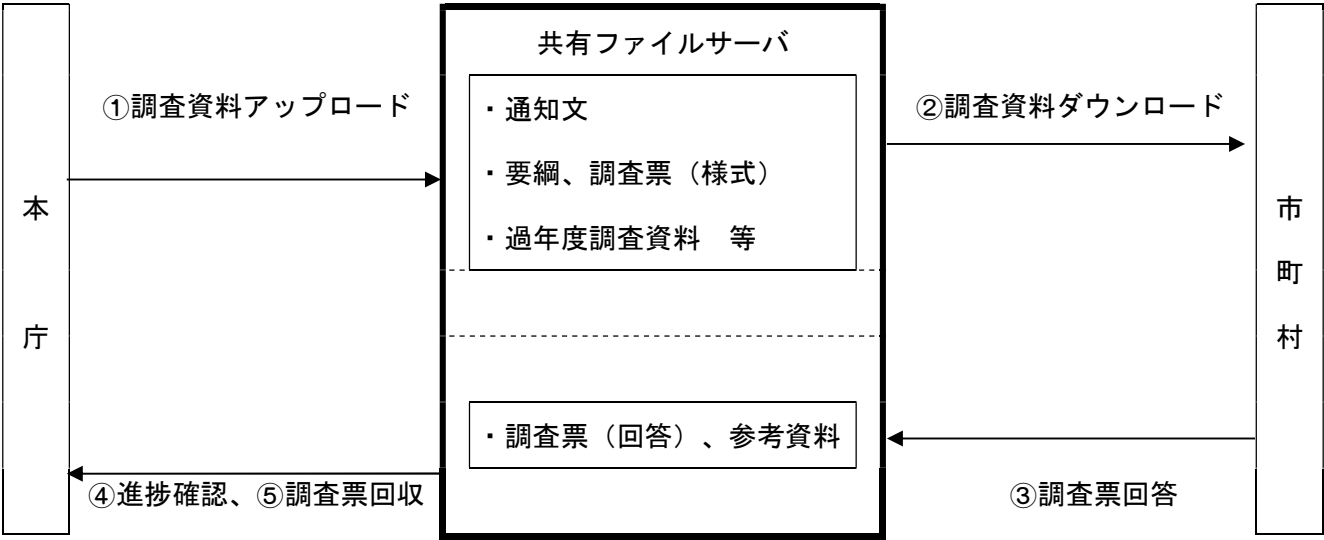 共有ファイルサーバ
①調査資料アップロード
・通知文
②調査資料ダウンロード
・要綱、調査票（様式）
本庁
・過年度調査資料　等
市町村
・調査票（回答）、参考資料
④進捗確認、⑤調査票回収
③調査票回答